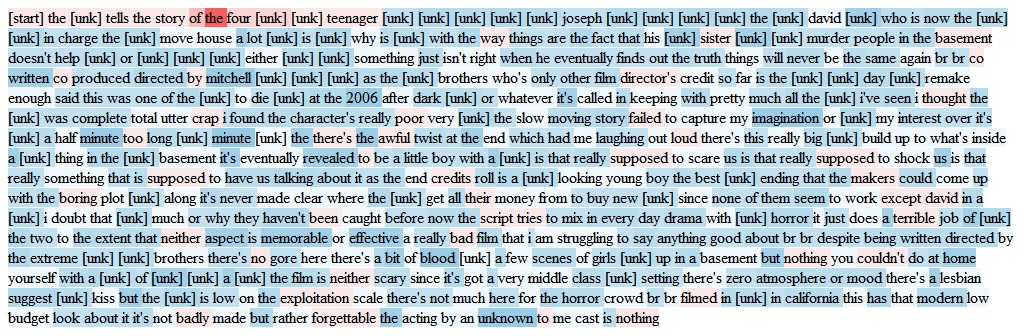 [start] the [unk] tells the story of the four [unk] [unk] teenager [unk] [unk] [unk] [unk] [unk] joseph [unk] [unk] [unk] [unk] the [unk] david [unk] who is now the [unk]
[unk] in charge the [unk] move house a lot [unk] is [unk] why is [unk] with the way things are the fact that his [unk] sister [unk] [unk] murder people in the basement
doesn't help [unk] or [unk] [unk] [unk] either [unk] [unk] something just isn't right when he eventually finds out the truth things will never be the same again br br co
written co produced directed by mitchell [unk] [unk] [unk] as the [unk] brothers who's only other film director's credit so far is the [unk] [unk] day [unk] remake
enough said this was one of the [unk] to die [unk] at the 2006 after dark [unk] or whatever it's called in keeping with pretty much all the [unk] i've seen i thought the
[unk] was complete total utter crap i found the character's really poor very [unk] the slow moving story failed to capture my imagination or [unk] my interest over it's
[unk] a half minute too long [unk] minute [unk] the there's the awful twist at the end which had me laughing out loud there's this really big [unk] build up to what's inside
a [unk] thing in the [unk] basement it's eventually revealed to be a little boy with a [unk] is that really supposed to scare us is that really supposed to shock us is that
really something that is supposed to have us talking about it as the end credits roll is a [unk] looking young boy the best [unk] ending that the makers could come up
with the boring plot [unk] along it's never made clear where the [unk] get all their money from to buy new [unk] since none of them seem to work except david in a
[unk] i doubt that [unk] much or why they haven't been caught before now the script tries to mix in every day drama with [unk] horror it just does a terrible job of [unk]
the two to the extent that neither aspect is memorable or effective a really bad film that i am struggling to say anything good about br br despite being written directed by
the extreme [unk] [unk] brothers there's no gore here there's a bit of blood [unk] a few scenes of girls [unk] up in a basement but nothing you couldn't do at home
yourself with a [unk] of [unk] [unk] a [unk] the film is neither scary since it's got a very middle class [unk] setting there's zero atmosphere or mood there's a lesbian
suggest [unk] kiss but the [unk] is low on the exploitation scale there's not much here for the horror crowd br br filmed in [unk] in california this has that modern low
budget look about it it's not badly made but rather forgettable the acting by an unknown to me cast is nothing